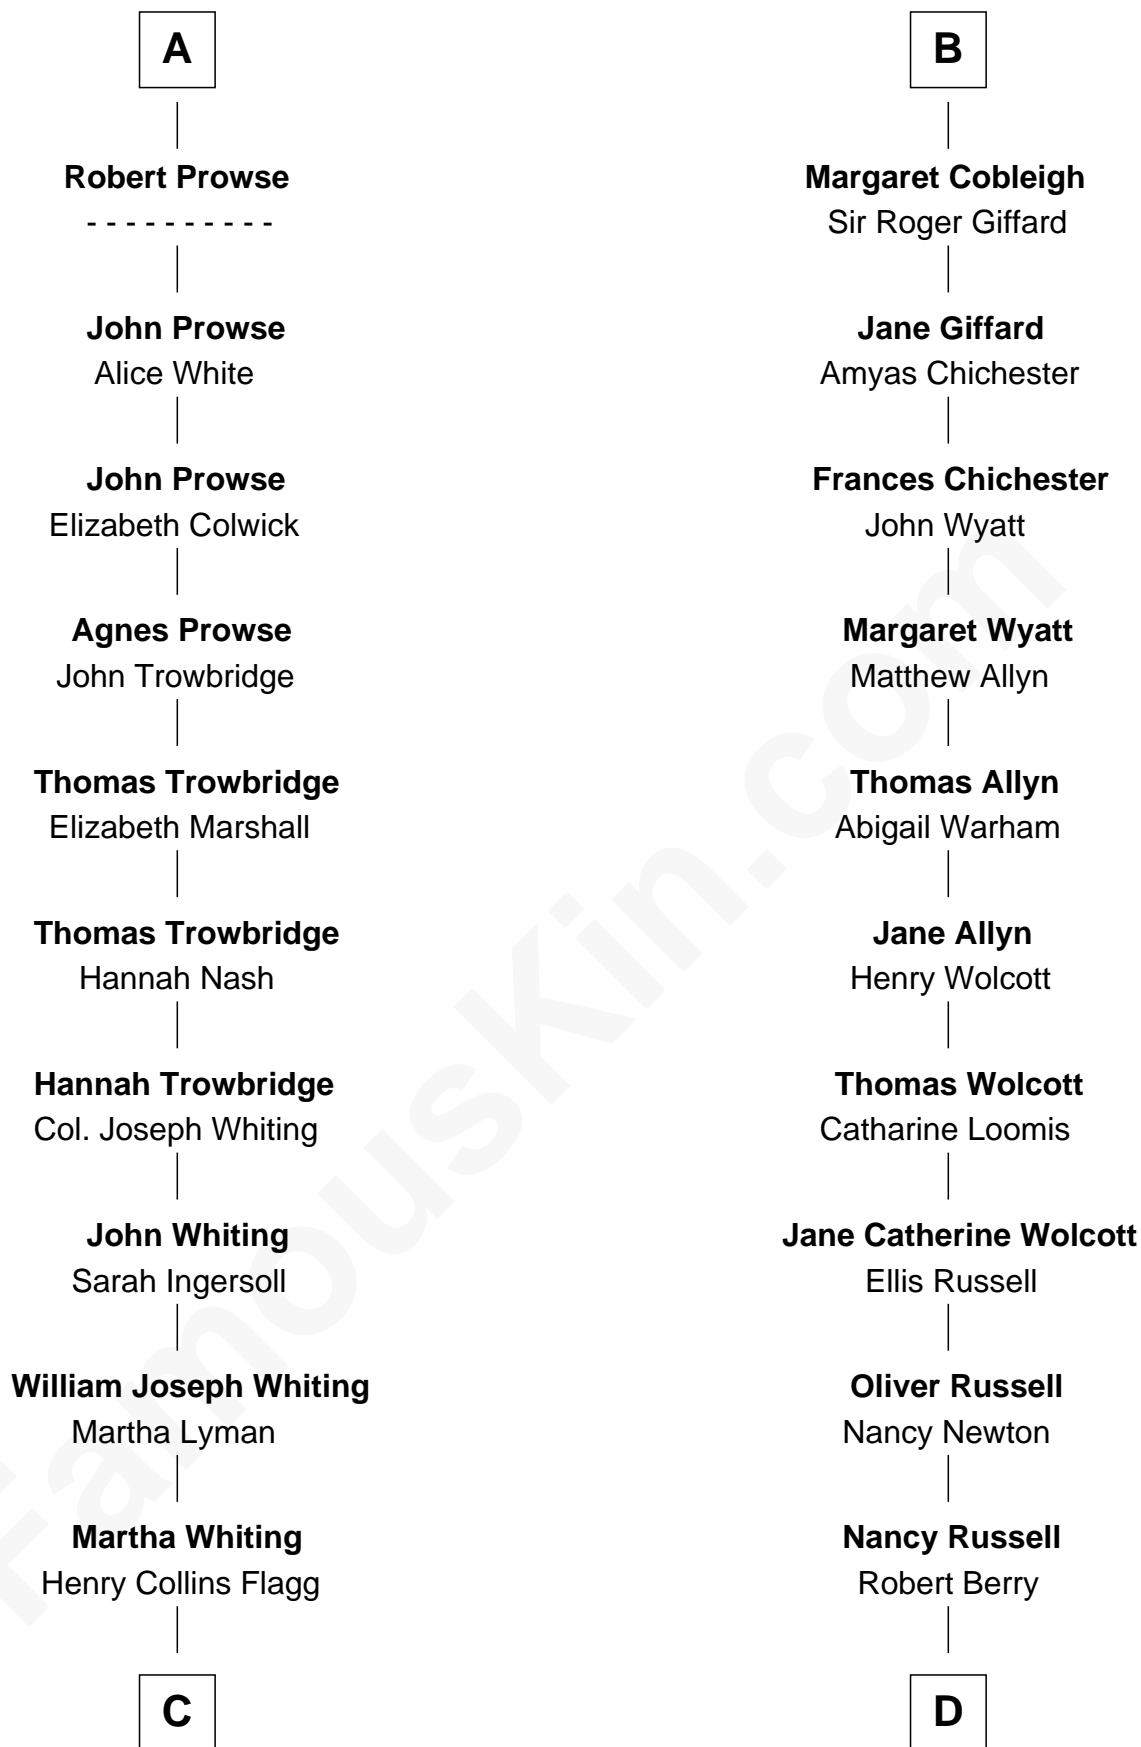 A
Robert Prowse
- - - - - - - - - -
John Prowse
Alice White
John Prowse
Elizabeth Colwick
Agnes Prowse
John Trowbridge
Thomas Trowbridge
Elizabeth Marshall
Thomas Trowbridge
Hannah Nash
Hannah Trowbridge
Col. Joseph Whiting
John Whiting
Sarah Ingersoll
William Joseph Whiting
Martha Lyman
Martha Whiting
Henry Collins Flagg
C
B
Margaret Cobleigh
Sir Roger Giffard
Jane Giffard
Amyas Chichester
Frances Chichester
John Wyatt
Margaret Wyatt
Matthew Allyn
Thomas Allyn
Abigail Warham
Jane Allyn
Henry Wolcott
Thomas Wolcott
Catharine Loomis
Jane Catherine Wolcott
Ellis Russell
Oliver Russell
Nancy Newton
Nancy Russell
Robert Berry
D
FamousKin.com